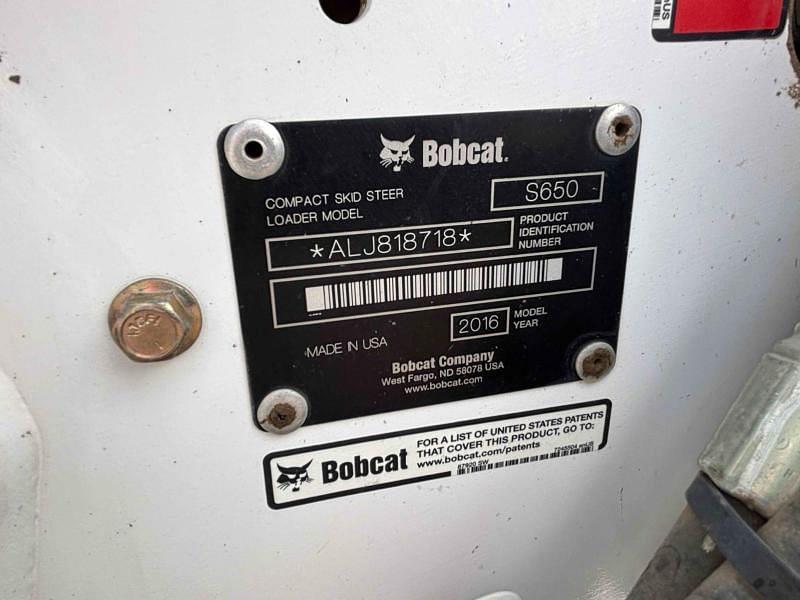 Bobcat®
COMPACT SKID STEER
LOADER MODEL
S650
*ALJ818718*
PRODUCT
IDENTIFICATION
NUMBER
2016
MODEL
YEAR
MADE IN USA
Bobcat Company
West Fargo, ND 58078 USA
www.bobcat.com
Bobcat
FOR A LIST OF UNITED STATES PATENTS
THAT COVER THIS PRODUCT, GO TO:
www.bobcat.com/patents
67920 SW